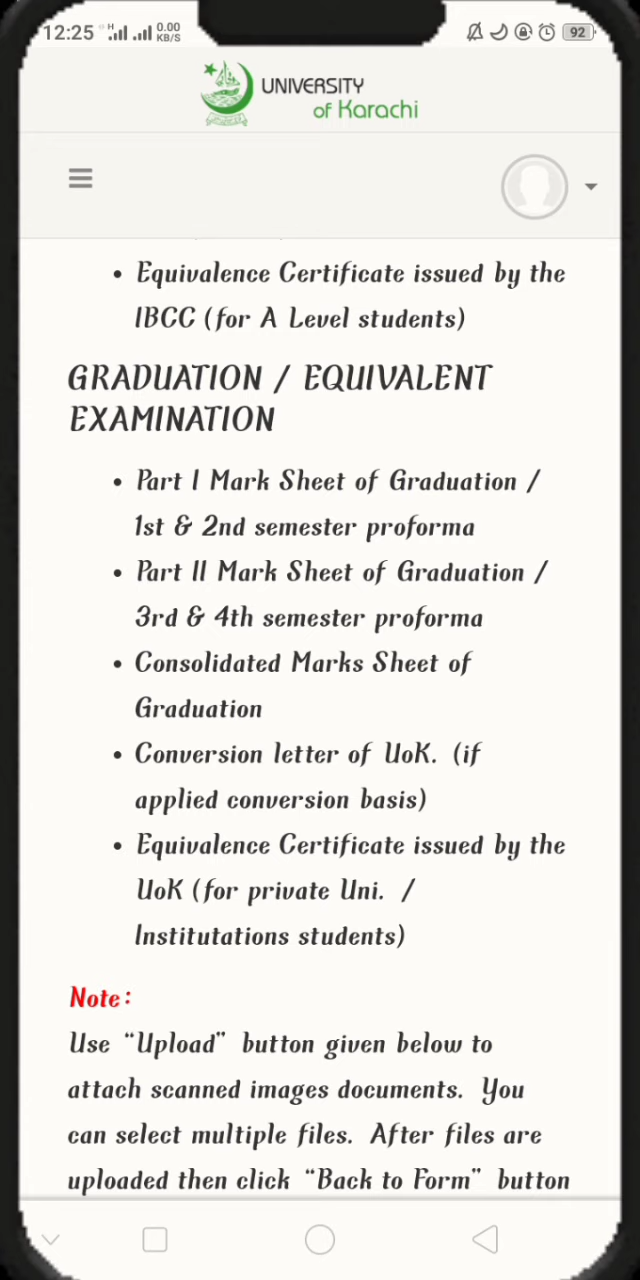 12:25 H 0.00 KB/S 92
UNIVERSITY
of Karachi
• Equivalence Certificate issued by the
IBCC (for A Level students)
GRADUATION / EQUIVALENT
EXAMINATION
• Part I Mark Sheet of Graduation /
1st & 2nd semester proforma
• Part II Mark Sheet of Graduation /
3rd & 4th semester proforma
• Consolidated Marks Sheet of
Graduation
• Conversion letter of UoK. (if
applied conversion basis)
• Equivalence Certificate issued by the
UoK (for private Uni. /
Institutations students)
Note:
Use “Upload” button given below to
attach scanned images documents. You
can select multiple files. After files are
uploaded then click “Back to Form” button